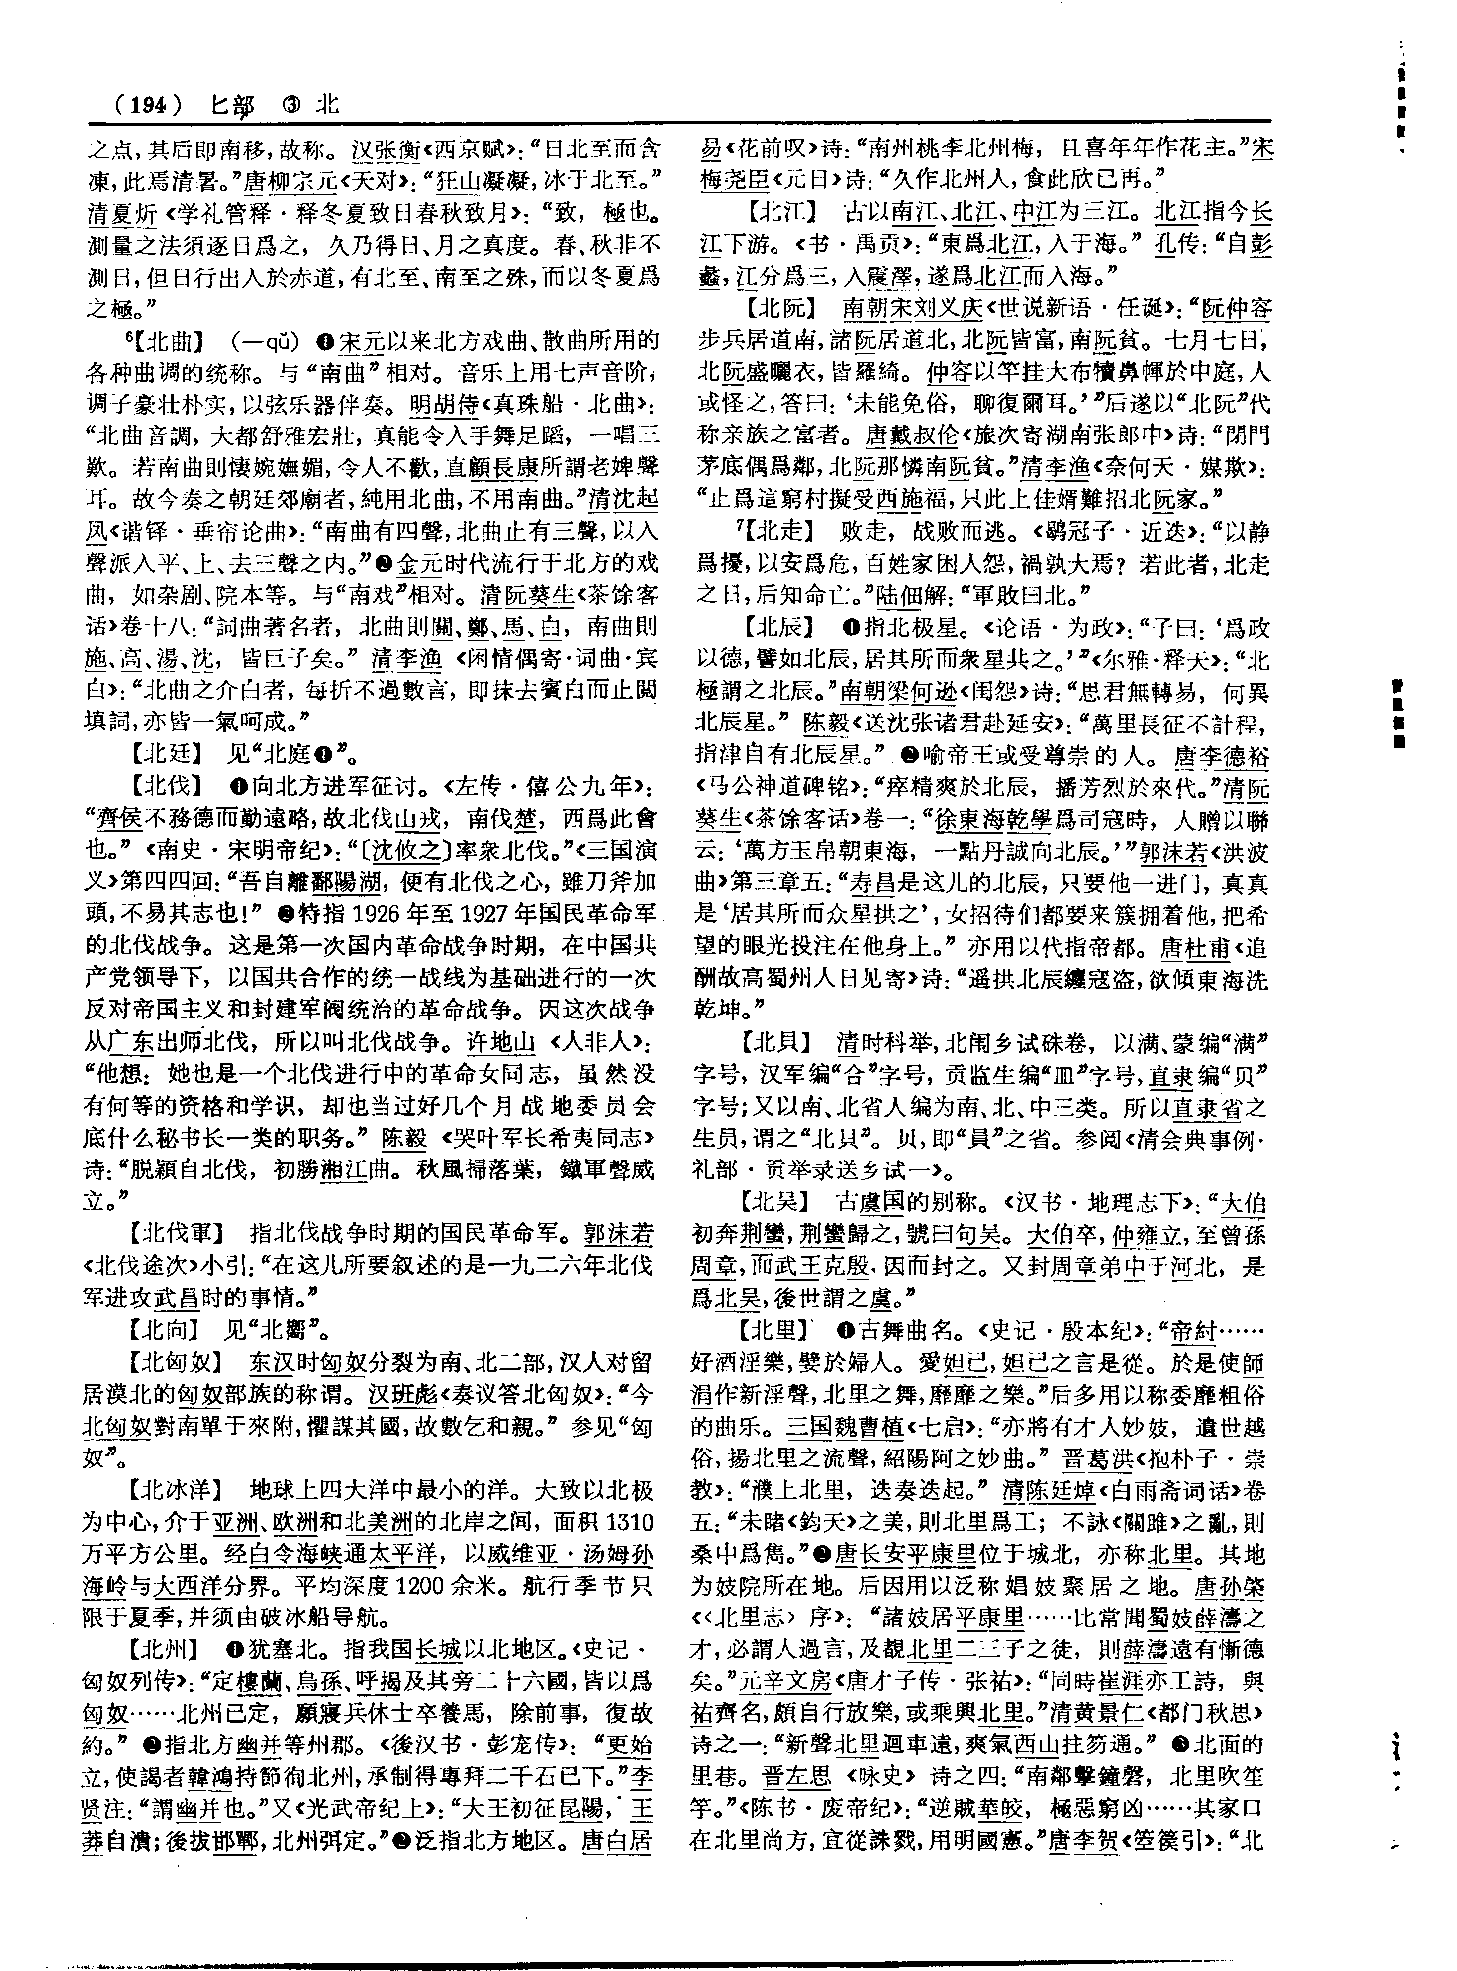 （194） 匕部 ③ 北
之点，其后即南移，故称。汉张衡《西京赋》：“日北至而含
凍，此焉清暑。”唐柳宗元《天对》：“狂山凝凝，冰于北至。”
清夏炘《学礼管释·释冬夏致日春秋致月》：“致，極也。
測量之法須逐日爲之，久乃得日、月之真度。春、秋非不
測日，但日行出入於赤道，有北至、南至之殊，而以冬夏爲
之極。”
⁶【北曲】 （—qǔ）❶宋元以来北方戏曲、散曲所用的
各种曲调的统称。与“南曲”相对。音乐上用七声音阶，
调子豪壮朴实，以弦乐器伴奏。明胡侍《真珠船·北曲》：
“北曲音調，大都舒雅宏壯，真能令人手舞足蹈，一唱三
歎。若南曲則悽婉嫵媚，令人不歡，直顧長康所謂老婢聲
耳。故今奏之朝廷郊廟者，純用北曲，不用南曲。”清沈起
凤《谐铎·垂帘论曲》：“南曲有四聲，北曲止有三聲，以入
聲派入平、上、去三聲之内。”❷金元时代流行于北方的戏
曲，如杂剧、院本等。与“南戏”相对。清阮葵生《茶馀客
话》卷十八：“詞曲著名者，北曲則關、鄭、馬、白，南曲則
施、高、湯、沈，皆巨子矣。”清李渔《闲情偶寄·词曲·宾
白》：“北曲之介白者，每折不過數言，即抹去賓白而止閲
填詞，亦皆一氣呵成。”
【北廷】 见“北庭❶”。
【北伐】 ❶向北方进军征讨。《左传·僖公九年》：
“齊侯不務德而勤遠略，故北伐山戎，南伐楚，西爲此會
也。”《南史·宋明帝纪》：“〔沈攸之〕率衆北伐。”《三国演
义》第四四回：“吾自離鄱陽湖，便有北伐之心，雖刀斧加
頭，不易其志也！”❷特指1926年至1927年国民革命军
的北伐战争。这是第一次国内革命战争时期，在中国共
产党领导下，以国共合作的统一战线为基础进行的一次
反对帝国主义和封建军阀统治的革命战争。因这次战争
从广东出师北伐，所以叫北伐战争。许地山《人非人》：
“他想：她也是一个北伐进行中的革命女同志，虽然没
有何等的资格和学识，却也当过好几个月战地委员会
底什么秘书长一类的职务。”陈毅《哭叶军长希夷同志》
诗：“脱穎自北伐，初勝湘江曲。秋風掃落葉，鐵軍聲威
立。”
【北伐軍】 指北伐战争时期的国民革命军。郭沫若
《北伐途次》小引：“在这儿所要叙述的是一九二六年北伐
军进攻武昌时的事情。”
【北向】 见“北嚮”。
【北匈奴】 东汉时匈奴分裂为南、北二部，汉人对留
居漠北的匈奴部族的称谓。汉班彪《奏议答北匈奴》：“今
北匈奴對南單于來附，懼謀其國，故數乞和親。”参见“匈
奴”。
【北冰洋】 地球上四大洋中最小的洋。大致以北极
为中心，介于亚洲、欧洲和北美洲的北岸之间，面积1310
万平方公里。经白令海峡通太平洋，以威维亚·汤姆孙
海岭与大西洋分界。平均深度1200余米。航行季节只
限于夏季，并须由破冰船导航。
【北州】 ❶犹塞北。指我国长城以北地区。《史记·
匈奴列传》：“定樓蘭、烏孫、呼揭及其旁二十六國，皆以爲
匈奴……北州已定，願寢兵休士卒養馬，除前事，復故
約。”❷指北方幽并等州郡。《後汉书·彭宠传》：“更始
立，使謁者韓鴻持節徇北州，承制得專拜二千石已下。”李
贤注：“謂幽并也。”又《光武帝纪上》：“大王初征昆陽，王
莽自潰；後拔邯鄲，北州弭定。”❸泛指北方地区。唐白居
易《花前叹》诗：“南州桃李北州梅，且喜年年作花主。”宋
梅尧臣《元日》诗：“久作北州人，食此欣已再。”
【北江】 古以南江、北江、中江为三江。北江指今长
江下游。《书·禹贡》：“東爲北江，入于海。”孔传：“自彭
蠡，江分爲三，入震澤，遂爲北江而入海。”
【北阮】 南朝宋刘义庆《世说新语·任诞》：“阮仲容
步兵居道南，諸阮居道北，北阮皆富，南阮貧。七月七日，
北阮盛曬衣，皆羅綺。仲容以竿挂大布犢鼻幝於中庭，人
或怪之，答曰：‘未能免俗，聊復爾耳。’”后遂以“北阮”代
称亲族之富者。唐戴叔伦《旅次寄湖南张郎中》诗：“閉門
茅底偶爲鄰，北阮那憐南阮貧。”清李渔《奈何天·媒欺》：
“止爲這窮村擬受西施福，只此上佳婿難招北阮家。”
⁷【北走】 败走，战败而逃。《鹖冠子·近迭》：“以静
爲擾，以安爲危，百姓家困人怨，禍孰大焉？若此者，北走
之日，后知命亡。”陆佃解：“軍敗曰北。”
【北辰】 ❶指北极星。《论语·为政》：“子曰：‘爲政
以德，譬如北辰，居其所而衆星共之。’”《尔雅·释天》：“北
極謂之北辰。”南朝梁何逊《闺怨》诗：“思君無轉易，何異
北辰星。”陈毅《送沈张诸君赴延安》：“萬里長征不計程，
指津自有北辰星。”❷喻帝王或受尊崇的人。唐李德裕
《马公神道碑铭》：“瘁精爽於北辰，播芳烈於來代。”清阮
葵生《茶馀客话》卷一：“徐東海乾學爲司寇時，人贈以聯
云：‘萬方玉帛朝東海，一點丹誠向北辰。’”郭沫若《洪波
曲》第三章五：“寿昌是这儿的北辰，只要他一进门，真真
是‘居其所而众星拱之’，女招待们都要来簇拥着他，把希
望的眼光投注在他身上。”亦用以代指帝都。唐杜甫《追
酬故高蜀州人日见寄》诗：“遥拱北辰纏寇盗，欲傾東海洗
乾坤。”
【北貝】 清时科举，北闱乡试硃卷，以满、蒙编“满”
字号，汉军编“合”字号，贡监生编“皿”字号，直隶编“贝”
字号；又以南、北省人编为南、北、中三类。所以直隶省之
生员，谓之“北贝”。贝，即“員”之省。参阅《清会典事例·
礼部·贡举录送乡试一》。
【北吴】 古虞国的别称。《汉书·地理志下》：“大伯
初奔荆蠻，荆蠻歸之，號曰句吴。大伯卒，仲雍立，至曾孫
周章，而武王克殷，因而封之。又封周章弟中于河北，是
爲北吴，後世謂之虞。”
【北里】 ❶古舞曲名。《史记·殷本纪》：“帝紂……
好酒淫樂，嬖於婦人。愛妲己，妲己之言是從。於是使師
涓作新淫聲，北里之舞，靡靡之樂。”后多用以称委靡粗俗
的曲乐。三国魏曹植《七启》：“亦將有才人妙妓，遺世越
俗，揚北里之流聲，紹陽阿之妙曲。”晋葛洪《抱朴子·崇
教》：“濮上北里，迭奏迭起。”清陈廷焯《白雨斋词话》卷
五：“未睹《鈞天》之美，則北里爲工；不詠《關雎》之亂，則
桑中爲雋。”❷唐长安平康里位于城北，亦称北里。其地
为妓院所在地。后因用以泛称娼妓聚居之地。唐孙棨
《〈北里志〉序》：“諸妓居平康里……比常聞蜀妓薛濤之
才，必謂人過言，及覩北里二三子之徒，則薛濤遠有慚德
矣。”元辛文房《唐才子传·张祜》：“同時崔涯亦工詩，與
祜齊名，頗自行放樂，或乘興北里。”清黄景仁《都门秋思》
诗之一：“新聲北里迴車遠，爽氣西山拄笏通。”❸北面的
里巷。晋左思《咏史》诗之四：“南鄰擊鐘磬，北里吹笙
竽。”《陈书·废帝纪》：“逆賊華皎，極惡窮凶……其家口
在北里尚方，宜從誅戮，用明國憲。”唐李贺《箜篌引》：“北